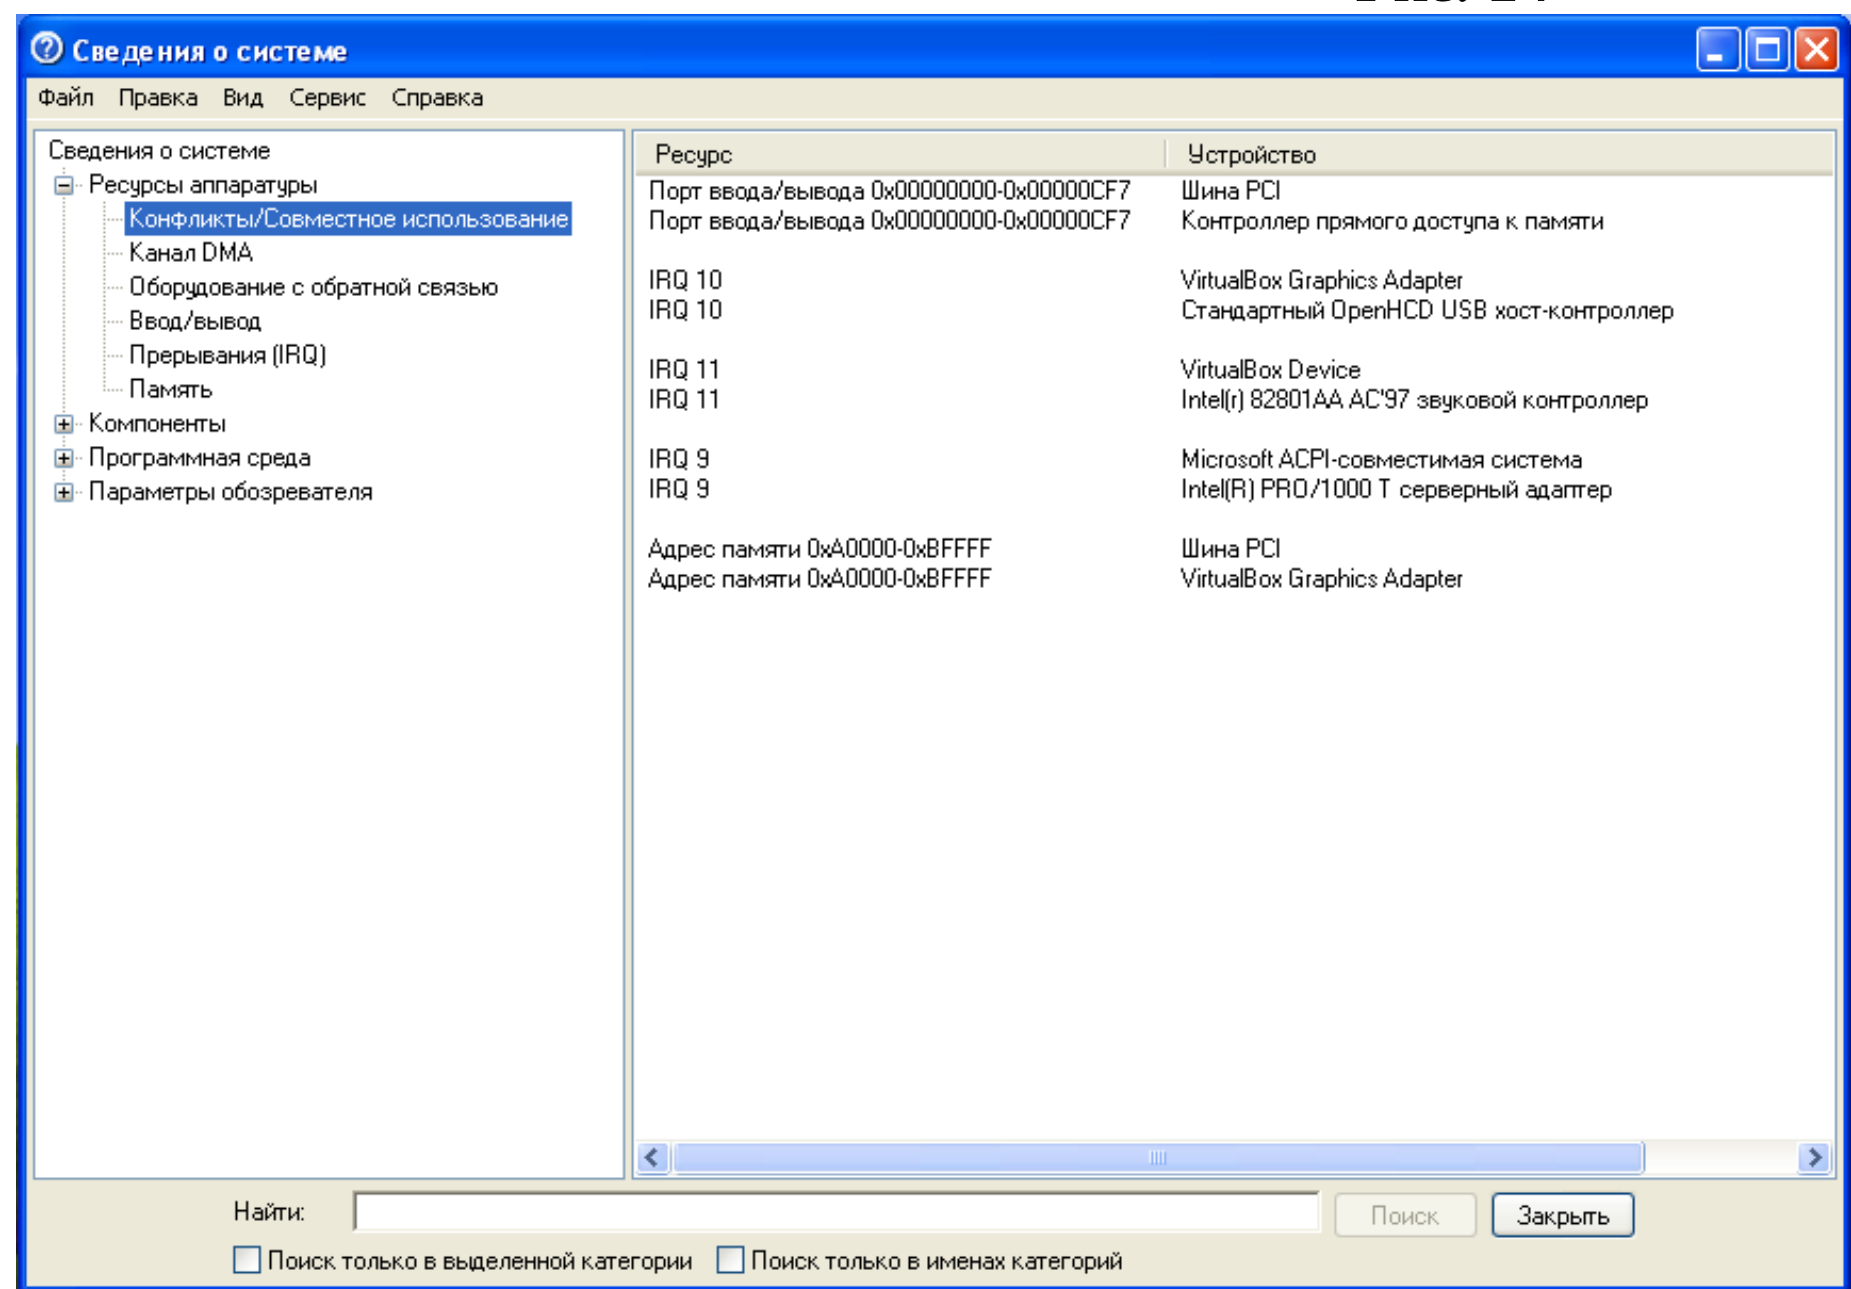 Сведения о системе
Файл Правка Вид Сервис Справка
Сведения о системе
Ресурсы аппаратуры
Конфликты/Совместное использование
Канал DMA
Оборудование с обратной связью
Ввод/вывод
Прерывания (IRQ)
Память
Компоненты
Программная среда
Параметры обозревателя
Ресурс Устройство
Порт ввода/вывода 0x00000000-0x00000CF7 Шина PCI
Порт ввода/вывода 0x00000000-0x00000CF7 Контроллер прямого доступа к памяти
IRQ 10 VirtualBox Graphics Adapter
IRQ 10 Стандартный OpenHCD USB хост-контроллер
IRQ 11 VirtualBox Device
IRQ 11 Intel(r) 82801AA AC'97 звуковой контроллер
IRQ 9 Microsoft ACPI-совместимая система
IRQ 9 Intel(R) PRO/1000 T серверный адаптер
Адрес памяти 0xA0000-0xBFFFF Шина PCI
Адрес памяти 0xA0000-0xBFFFF VirtualBox Graphics Adapter
Найти: Поиск Закрыть
Поиск только в выделенной категории Поиск только в именах категорий